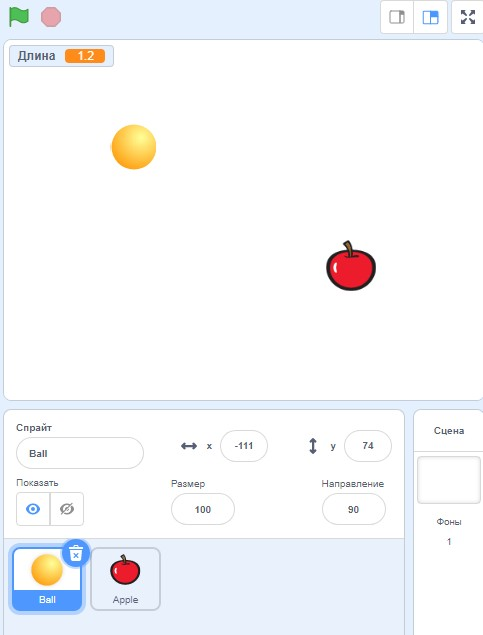 Длина 1.2
Спрайт
Ball
x -111
y 74
Показать
Размер
100
Направление
90
Ball
Apple
Сцена
Фоны
1